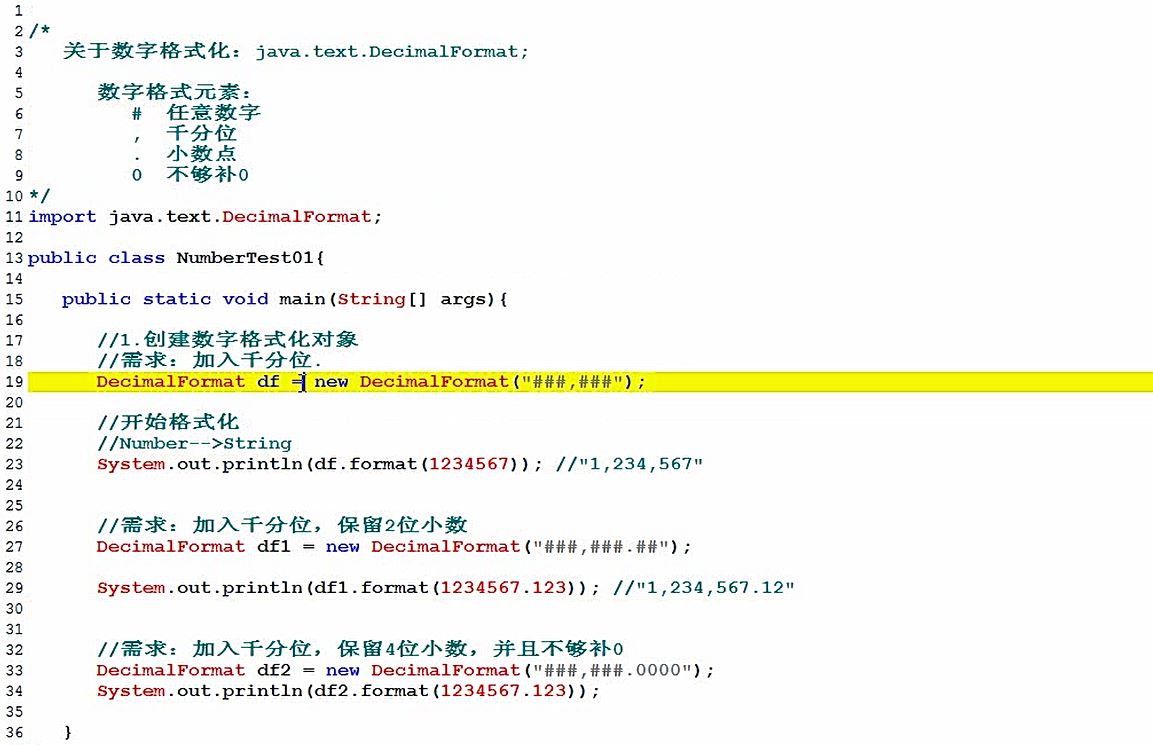 1
2 /*
3 关于数字格式化：java.text.DecimalFormat;
4
5 数字格式元素：
6 # 任意数字
7 , 千分位
8 . 小数点
9 0 不够补0
10 */
11 import java.text.DecimalFormat;
12
13 public class NumberTest01{
14
15 public static void main(String[] args){
16
17 //1.创建数字格式化对象
18 //需求：加入千分位.
19 DecimalFormat df = new DecimalFormat("###,###");
20
21 //开始格式化
22 //Number-->String
23 System.out.println(df.format(1234567)); //"1,234,567"
24
25
26 //需求：加入千分位，保留2位小数
27 DecimalFormat df1 = new DecimalFormat("###,###.##");
28
29 System.out.println(df1.format(1234567.123)); //"1,234,567.12"
30
31
32 //需求：加入千分位，保留4位小数，并且不够补0
33 DecimalFormat df2 = new DecimalFormat("###,###.0000");
34 System.out.println(df2.format(1234567.123));
35
36 }